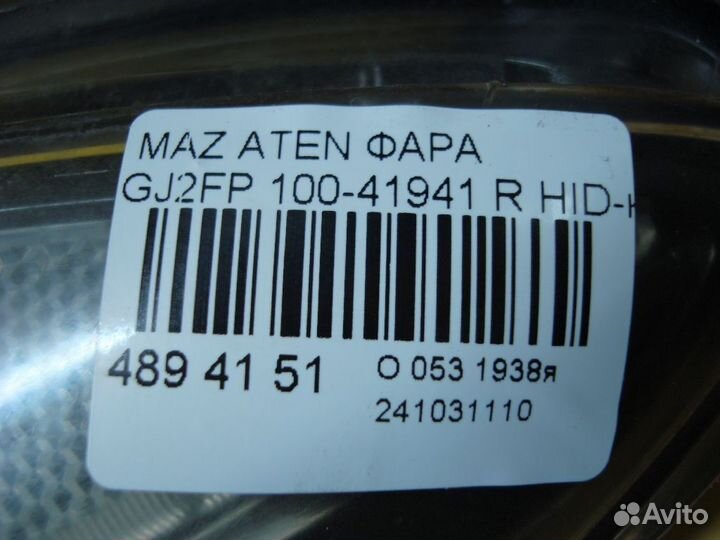 MAZ ATEN ФАРА
GJ2FP 100-41941 R HID-
489 41 51
O 053 1938я
241031110
Avito